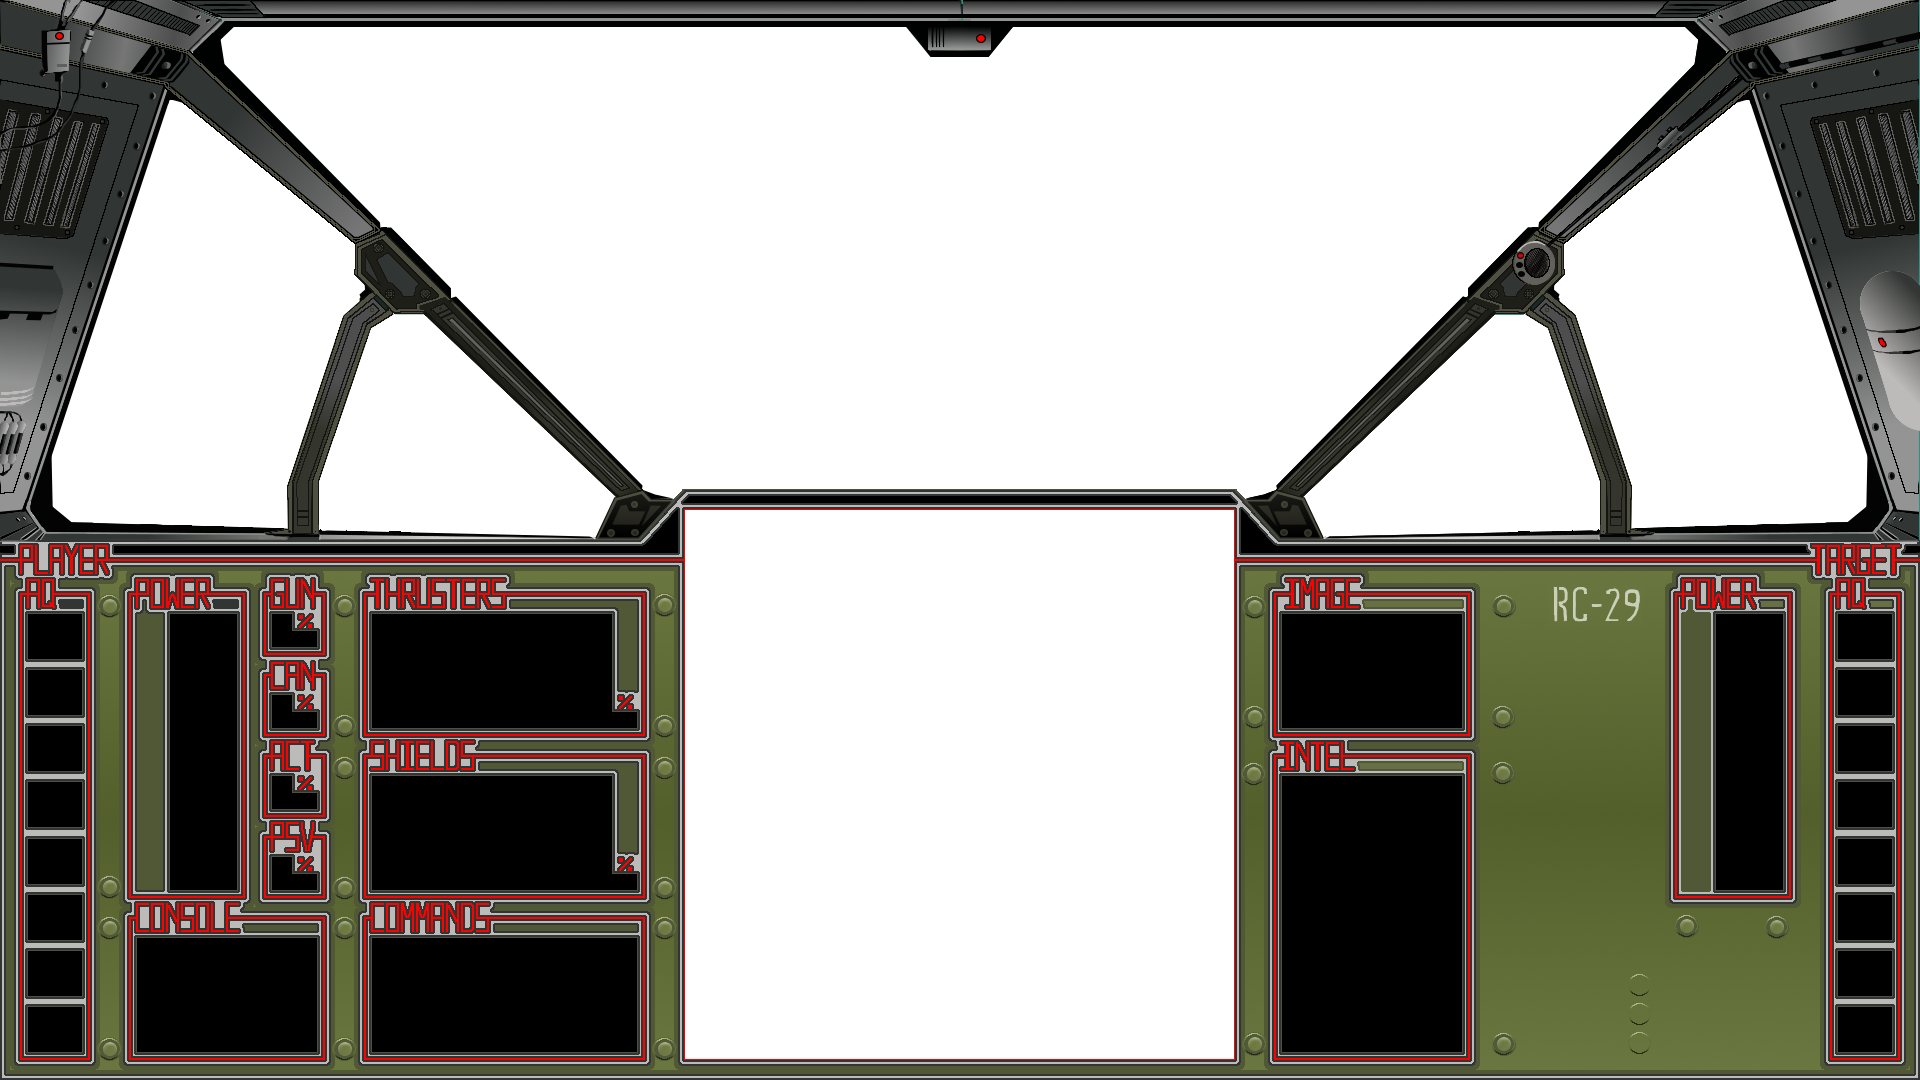 PLAYER
TARGET
AQ
POWER
GUN
%
THRUSTERS
%
CAN
%
ACT
%
SHIELDS
%
PSV
%
CONSOLE
COMMANDS
IMAGE
RC-29
POWER
AQ
INTEL